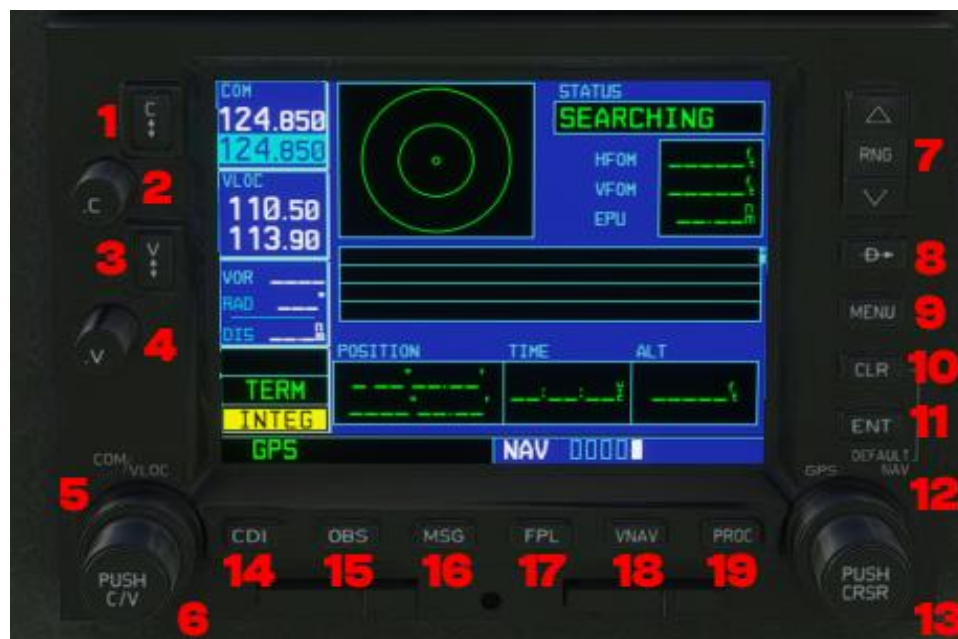 COM
124.850
124.850
VLOC
110.50
113.90
VOR
RAD
DIS
TERM
INTEG
GPS
STATUS
SEARCHING
HFOM
VFOM
EPU
POSITION TIME ALT
NAV
1
C
2
.C
3
V
4
.V
COM/VLOC
5
PUSH
C/V
6
RNG 7
D 8
MENU 9
CLR 10
ENT 11
DEFAULT
GPS NAV
12
PUSH
CRSR
13
CDI OBS MSG FPL VNAV PROC
14 15 16 17 18 19